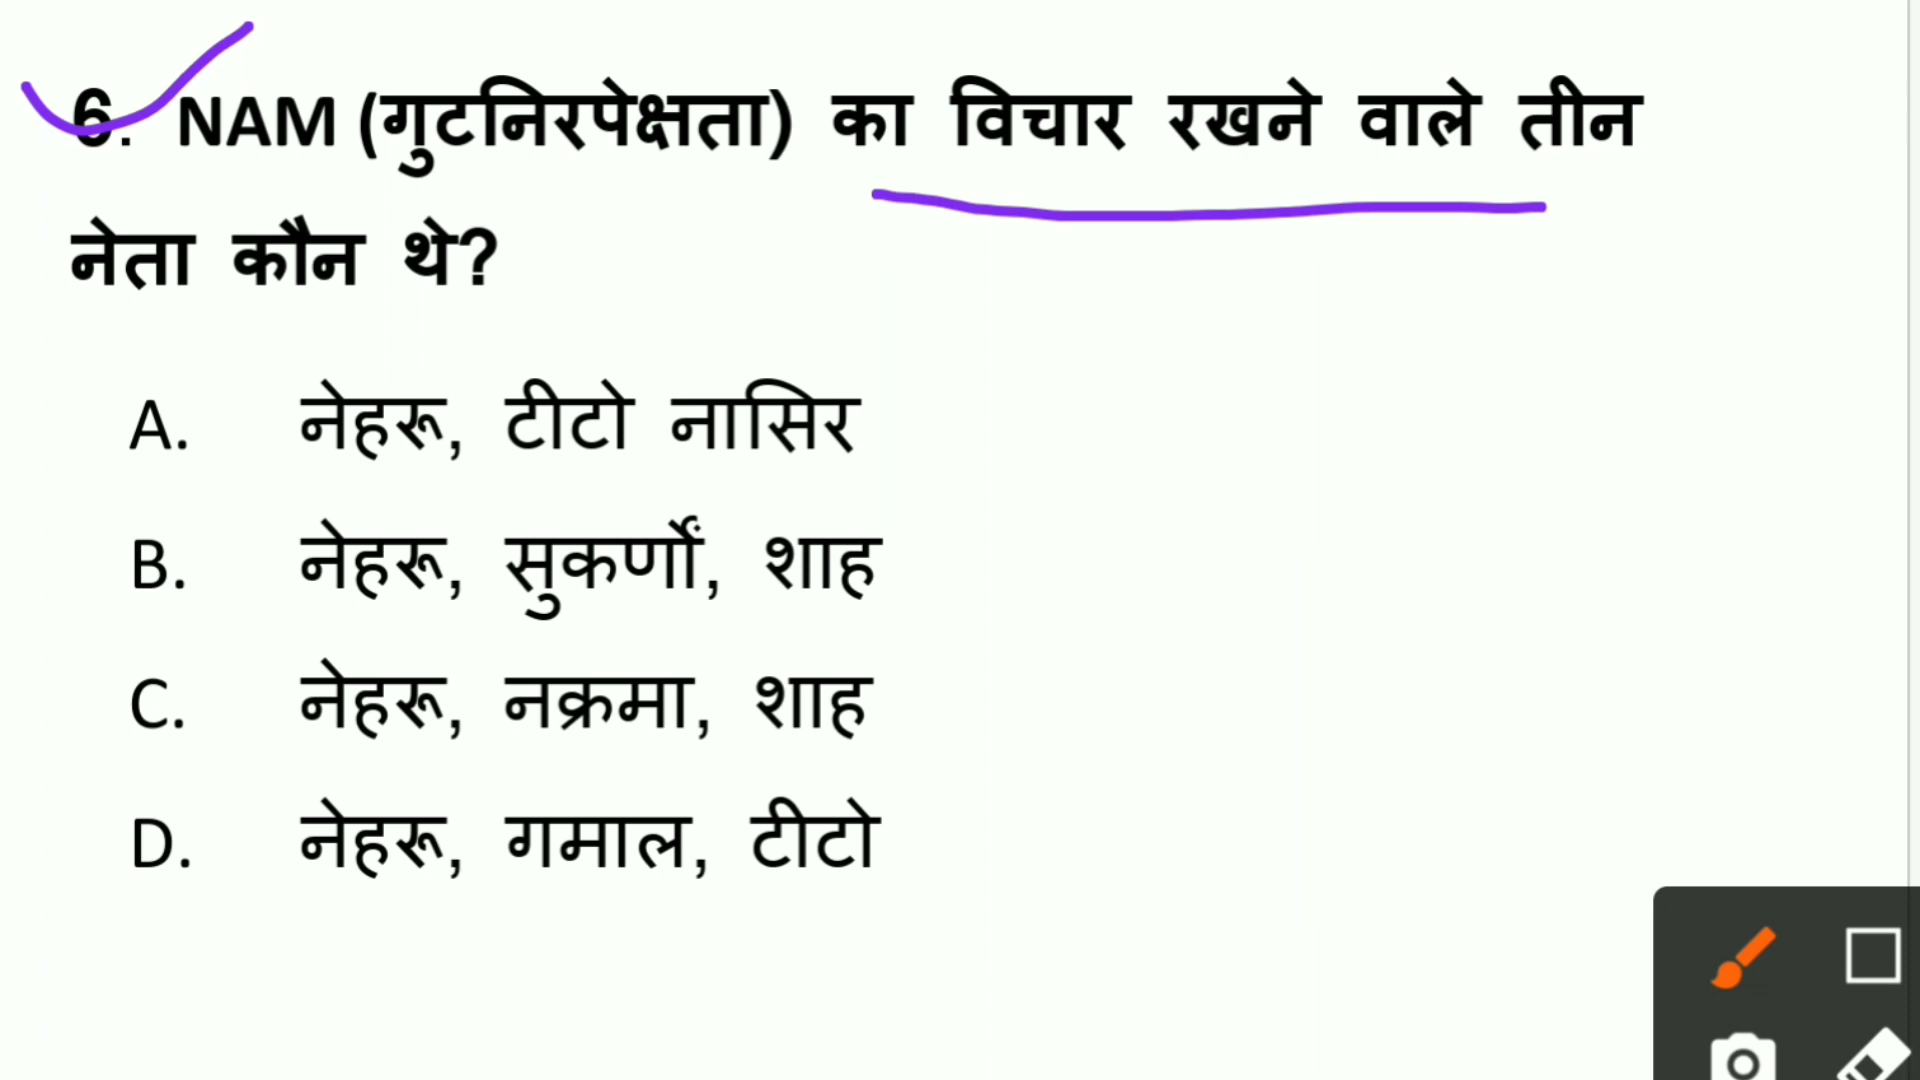 6. NAM (गुटनिरपेक्षता) का विचार रखने वाले तीन
नेता कौन थे?
A. नेहरू, टीटो नासिर
B. नेहरू, सुकर्णों, शाह
C. नेहरू, नक्रमा, शाह
D. नेहरू, गमाल, टीटो